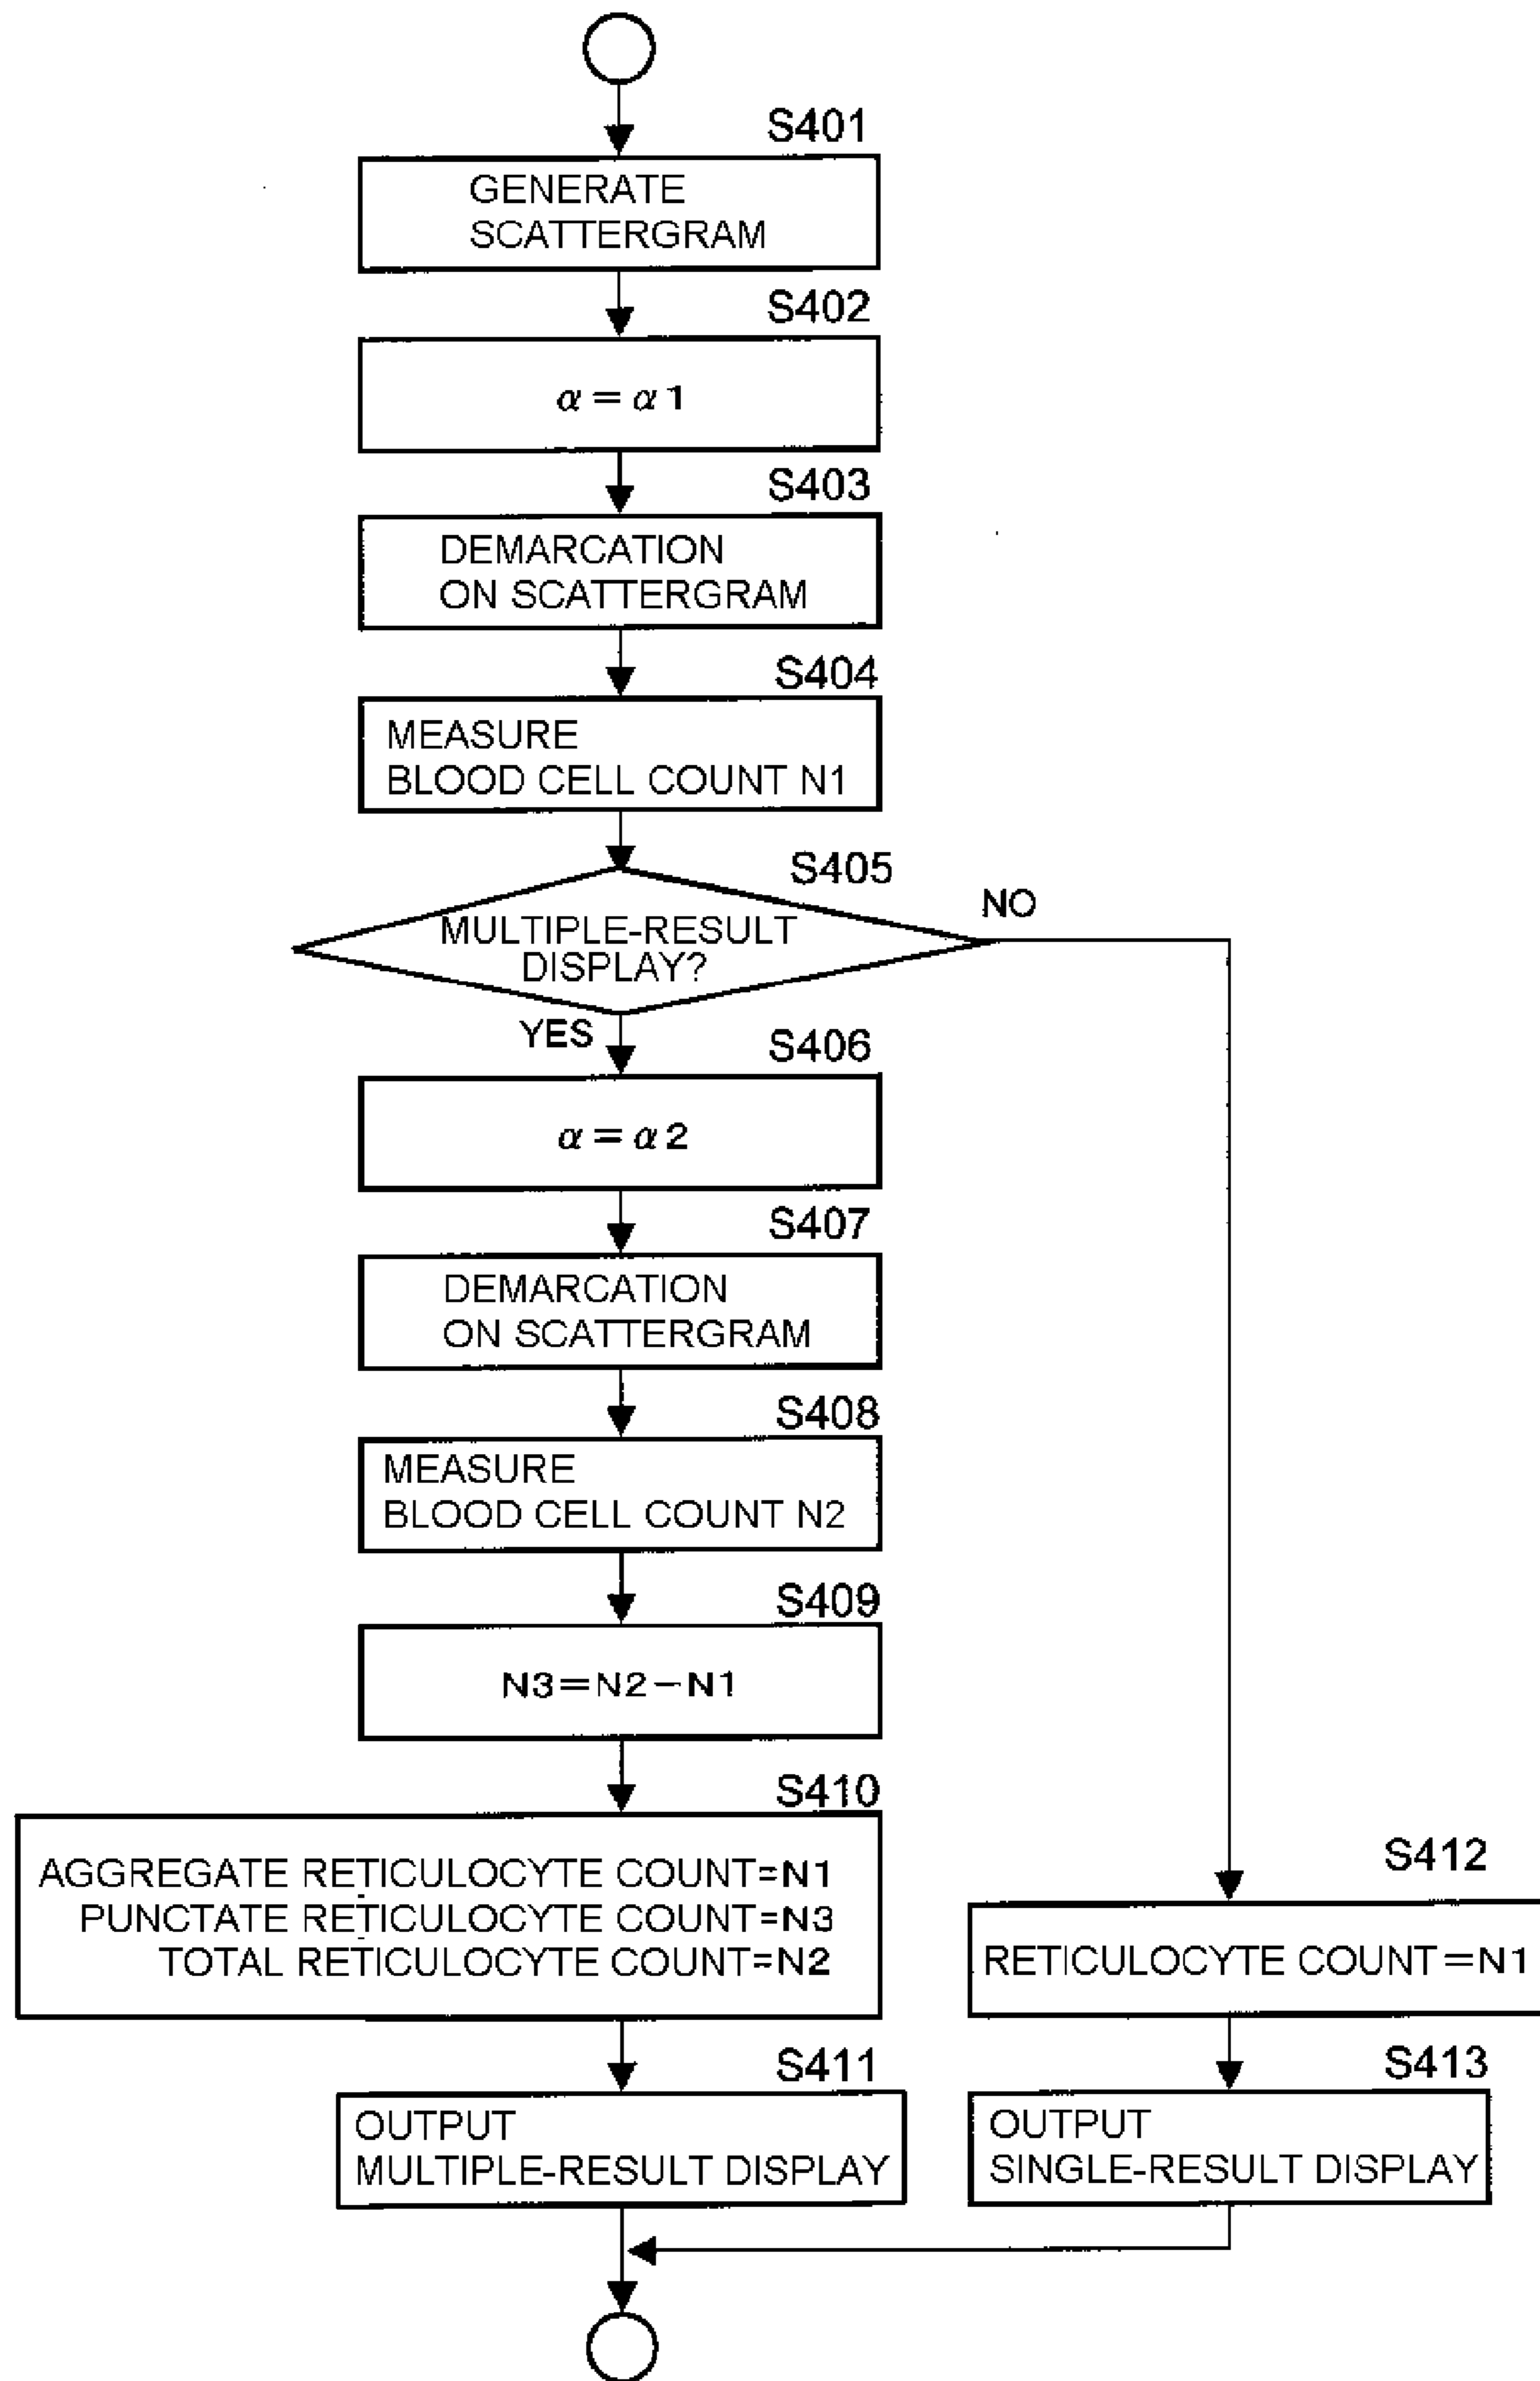 S401
GENERATE
SCATTERGRAM
S402
α = α1
S403
DEMARCATION
ON SCATTERGRAM
S404
MEASURE
BLOOD CELL COUNT N1
S405
MULTIPLE-RESULT
DISPLAY?
NO
YES
S406
α = α2
S407
DEMARCATION
ON SCATTERGRAM
S408
MEASURE
BLOOD CELL COUNT N2
S409
N3=N2-N1
S410
AGGREGATE RETICULOCYTE COUNT=N1
PUNCTATE RETICULOCYTE COUNT=N3
TOTAL RETICULOCYTE COUNT=N2
S411
OUTPUT
MULTIPLE-RESULT DISPLAY
S412
RETICULOCYTE COUNT=N1
S413
OUTPUT
SINGLE-RESULT DISPLAY